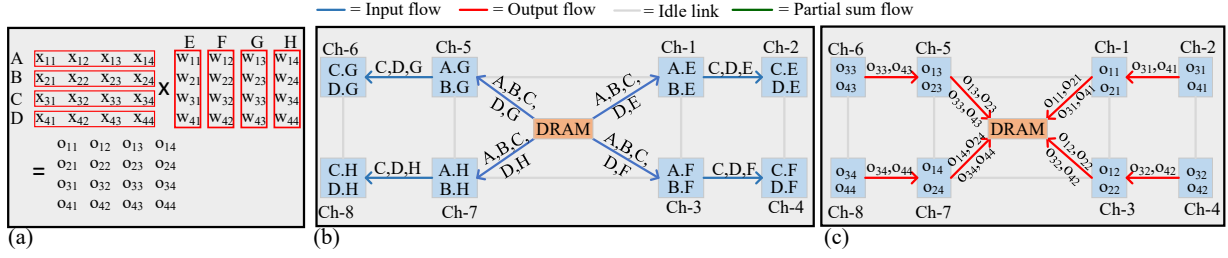 = Input flow = Output flow = Idle link = Partial sum flow
E F G H
A x11 x12 x13 x14 w11 w12 w13 w14
B x21 x22 x23 x24 x w21 w22 w23 w24
C x31 x32 x33 x34 w31 w32 w33 w34
D x41 x42 x43 x44 w41 w42 w43 w44
o11 o12 o13 o14
= o21 o22 o23 o24
o31 o32 o33 o34
o41 o42 o43 o44
(a)
Ch-6 Ch-5 Ch-1 Ch-2
C.G C,D,G A.G A.E C,D,E C.E
D.G B.G B.E D.E
A,B,C,
D,G
A,B,C,
D,E
DRAM
A,B,C,
D,H
A,B,C,
D,F
C.H C,D,H A.H A.F C,D,F C.F
D.H B.H B.F D.F
Ch-8 Ch-7 Ch-3 Ch-4
(b)
Ch-6 Ch-5 Ch-1 Ch-2
o33 o33,o43 o13 o11 o31,o41 o31
o43 o23 o21 o41
o13,o23
o33,o43
o11,o21
o31,o41
DRAM
o14,o24
o34,o44
o12,o22
o32,o42
o34 o34,o44 o14 o12 o32,o42 o32
o44 o24 o22 o42
Ch-8 Ch-7 Ch-3 Ch-4
(c)